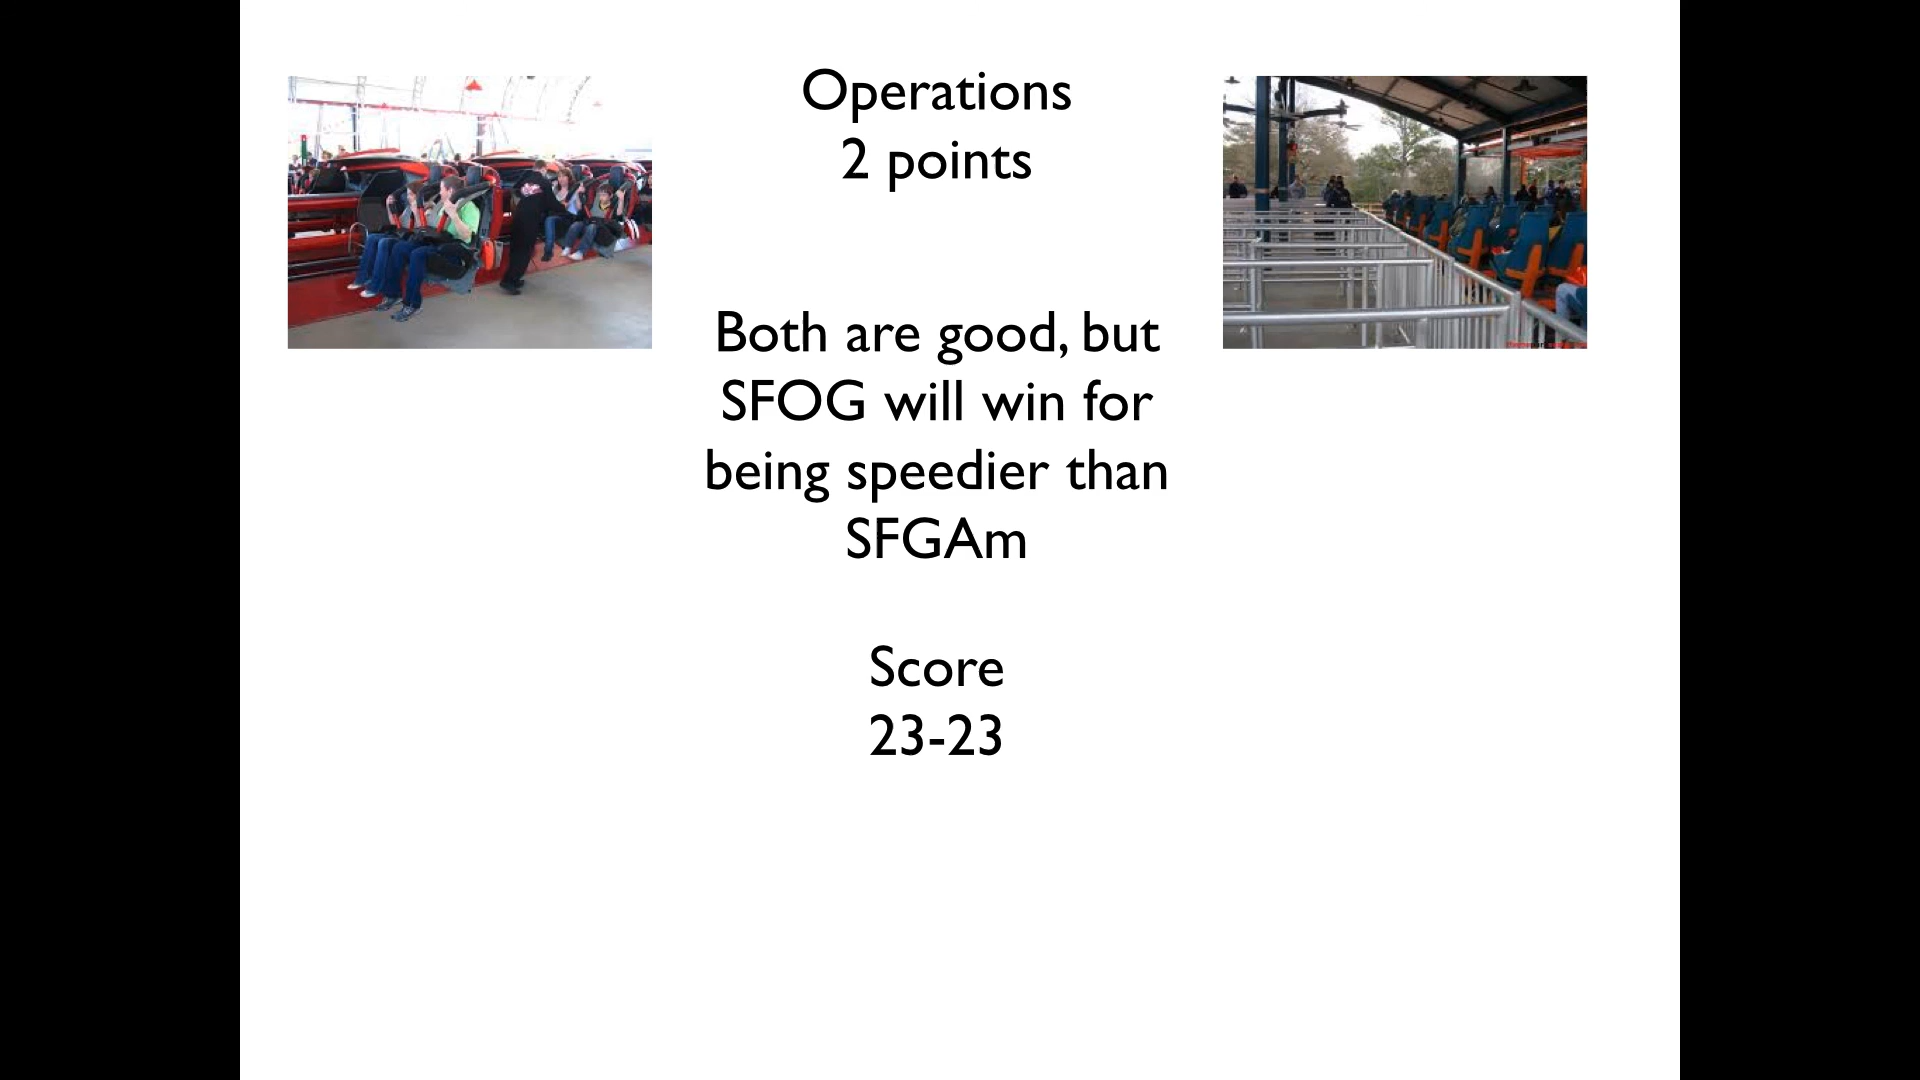 Operations
2 points
Both are good, but
SFOG will win for
being speedier than
SFGAm
Score
23-23